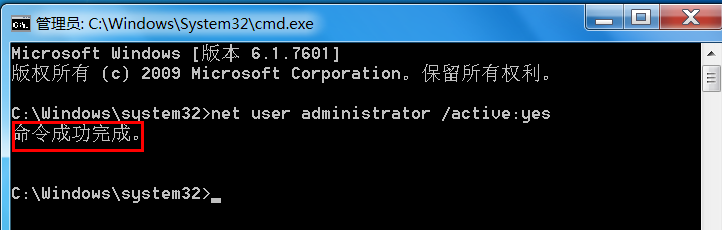 管理员: C:\Windows\System32\cmd.exe
Microsoft Windows [版本 6.1.7601]
版权所有 (c) 2009 Microsoft Corporation。保留所有权利。
C:\Windows\system32>net user administrator /active:yes
命令成功完成。
C:\Windows\system32>